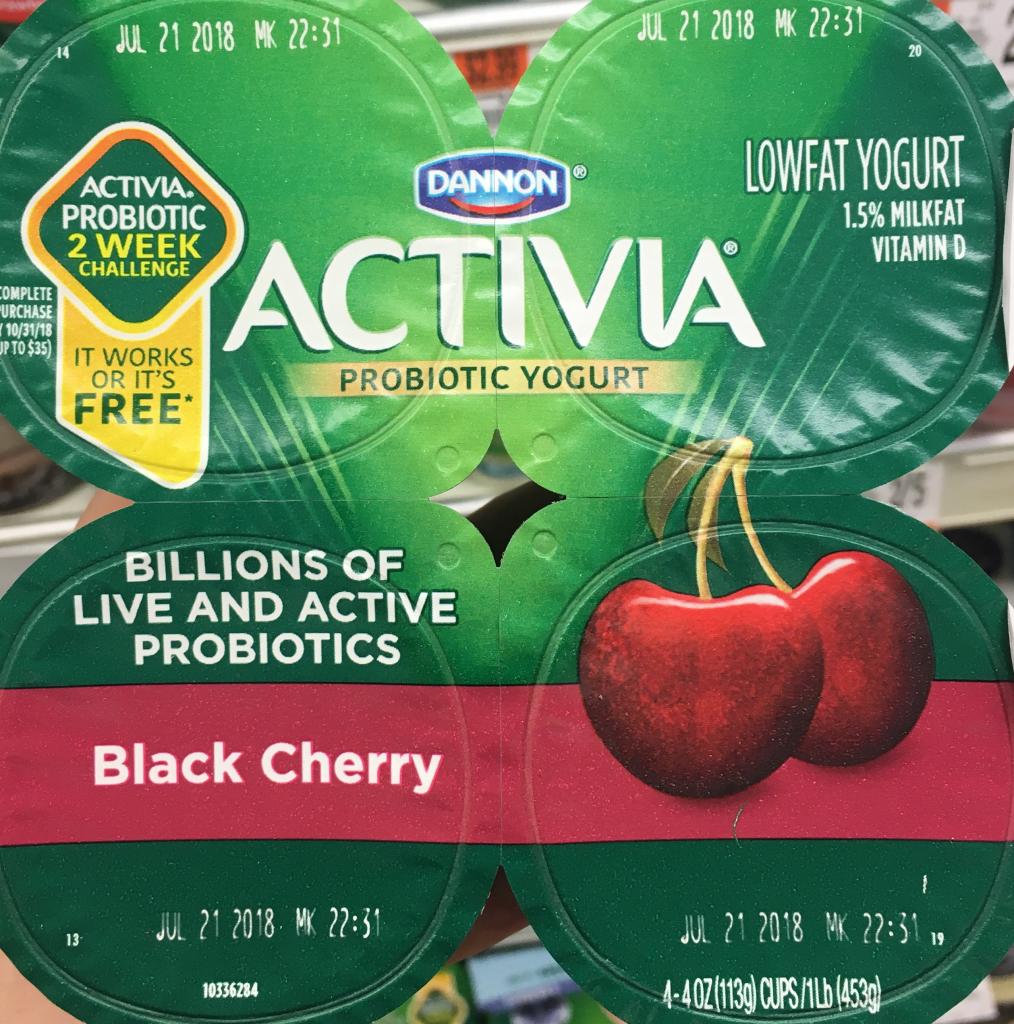 JUL 21 2018 MK 22:31
JUL 21 2018 MK 22:31
14
20
DANNON®
LOWFAT YOGURT
1.5% MILKFAT
VITAMIN D
ACTIVIA®
PROBIOTIC
2 WEEK
CHALLENGE
ACTIVIA®
PROBIOTIC YOGURT
COMPLETE
PURCHASE
10/31/18
UP TO $35)
IT WORKS
OR IT'S
FREE*
2/5
BILLIONS OF
LIVE AND ACTIVE
PROBIOTICS
Black Cherry
JUL 21 2018 MK 22:31
JUL 21 2018 MK 22:31
13
19
10336284
4-4 OZ (113g) CUPS/1Lb (453g)